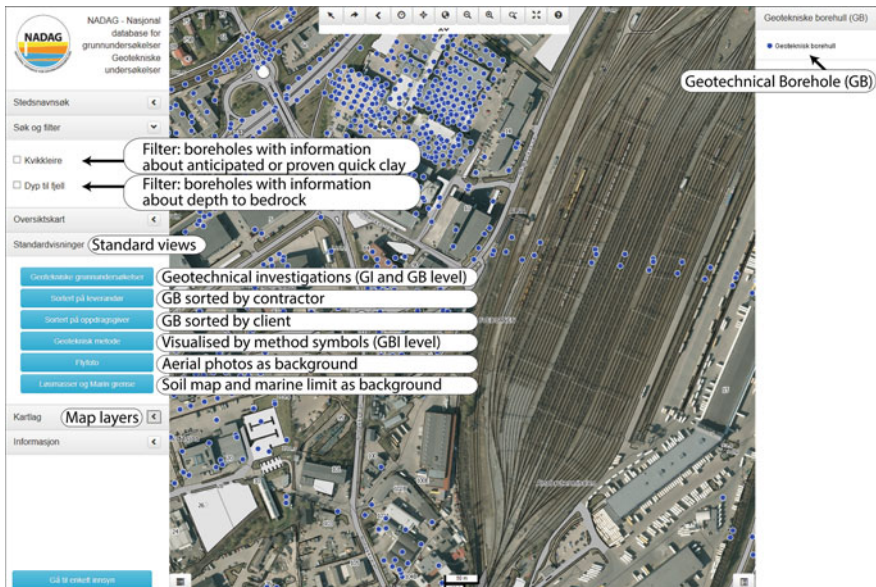 NADAG
NADAG - Nasjonal
database for
grunnundersøkelser
Geotekniske
undersøkelser
Stedsnavnsøk
Søk og filter
Kvikkleire
Filter: boreholes with information
about anticipated or proven quick clay
Dyp til fjell
Filter: boreholes with information
about depth to bedrock
Oversiktskart
Standardvisninger
Standard views
Geotekniske grunnundersøkelser
Geotechnical investigations (GI and GB level)
Sortert på leverandør
GB sorted by contractor
Sortert på oppdragsgiver
GB sorted by client
Geoteknisk metode
Visualised by method symbols (GBI level)
Flyfoto
Aerial photos as background
Løsmasser og Marin grense
Soil map and marine limit as background
Kartlag
Map layers
Informasjon
Gå til enkelt innsyn
50 m
Geotekniske borehull (GB)
Geoteknisk borehull
Geotechnical Borehole (GB)